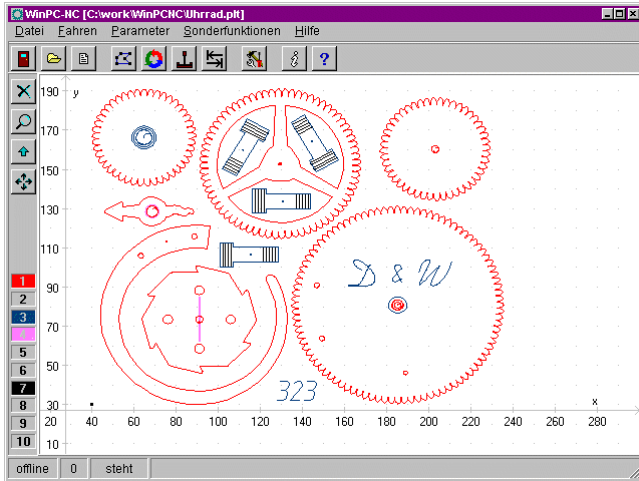 WinPC-NC [C:\work\WinPCNC\Uhrrad.plt]
Datei Fahren Parameter Sonderfunktionen Hilfe
i ?
190 y
170
150
130
110
D & W
1 90
2
3 70
4
5 50
6
7 323
8 30 x
9 20 40 60 80 100 120 140 160 180 200 220 240 260 280
10 10
offline 0 steht